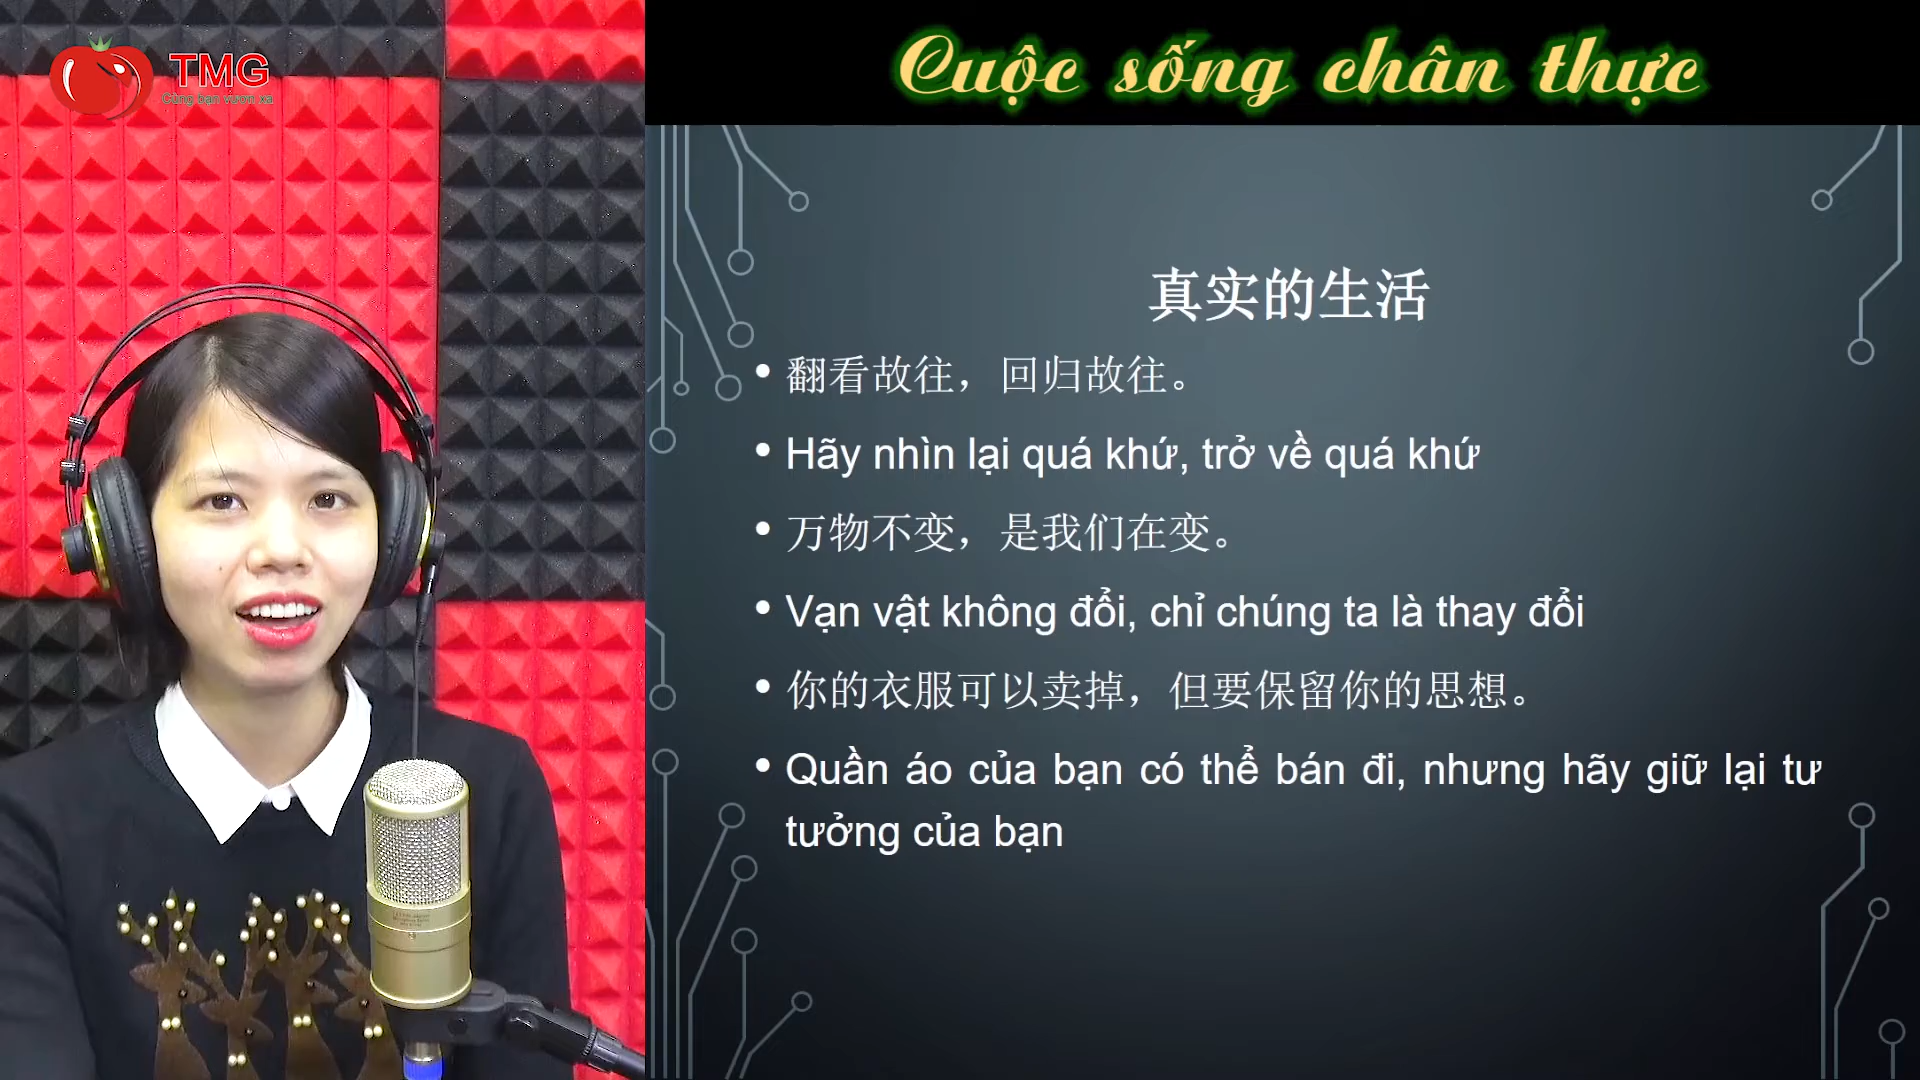 TMG
Cùng bạn vươn xa
Cuộc sống chân thực
真实的生活
翻看故往，回归故往。
Hãy nhìn lại quá khứ, trở về quá khứ
万物不变，是我们在变。
Vạn vật không đổi, chỉ chúng ta là thay đổi
你的衣服可以卖掉，但要保留你的思想。
Quần áo của bạn có thể bán đi, nhưng hãy giữ lại tư
tưởng của bạn